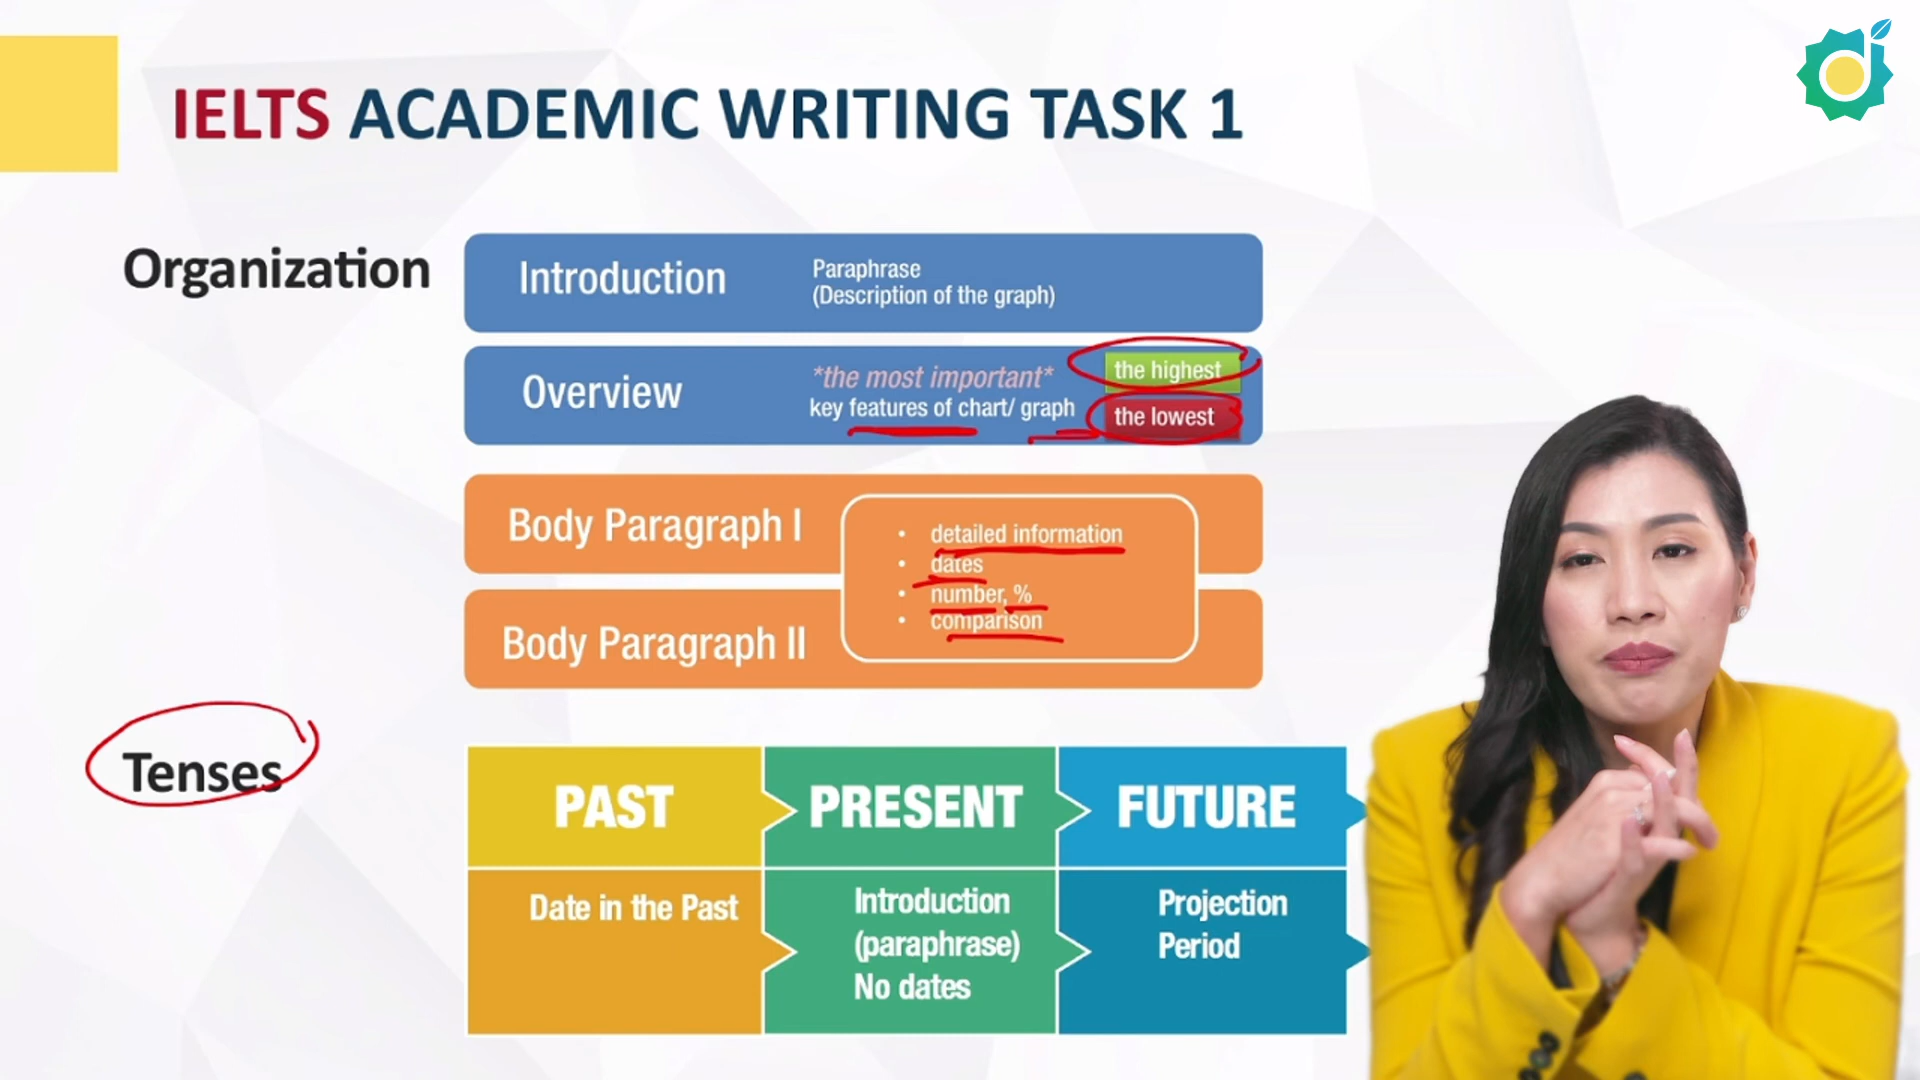 IELTS ACADEMIC WRITING TASK 1
Organization
Introduction
Paraphrase
(Description of the graph)
Overview
*the most important*
key features of chart/ graph
the highest
the lowest
Body Paragraph I
• detailed information
• dates
• number, %
• comparison
Body Paragraph II
Tenses
PAST
PRESENT
FUTURE
Date in the Past
Introduction
(paraphrase)
No dates
Projection
Period